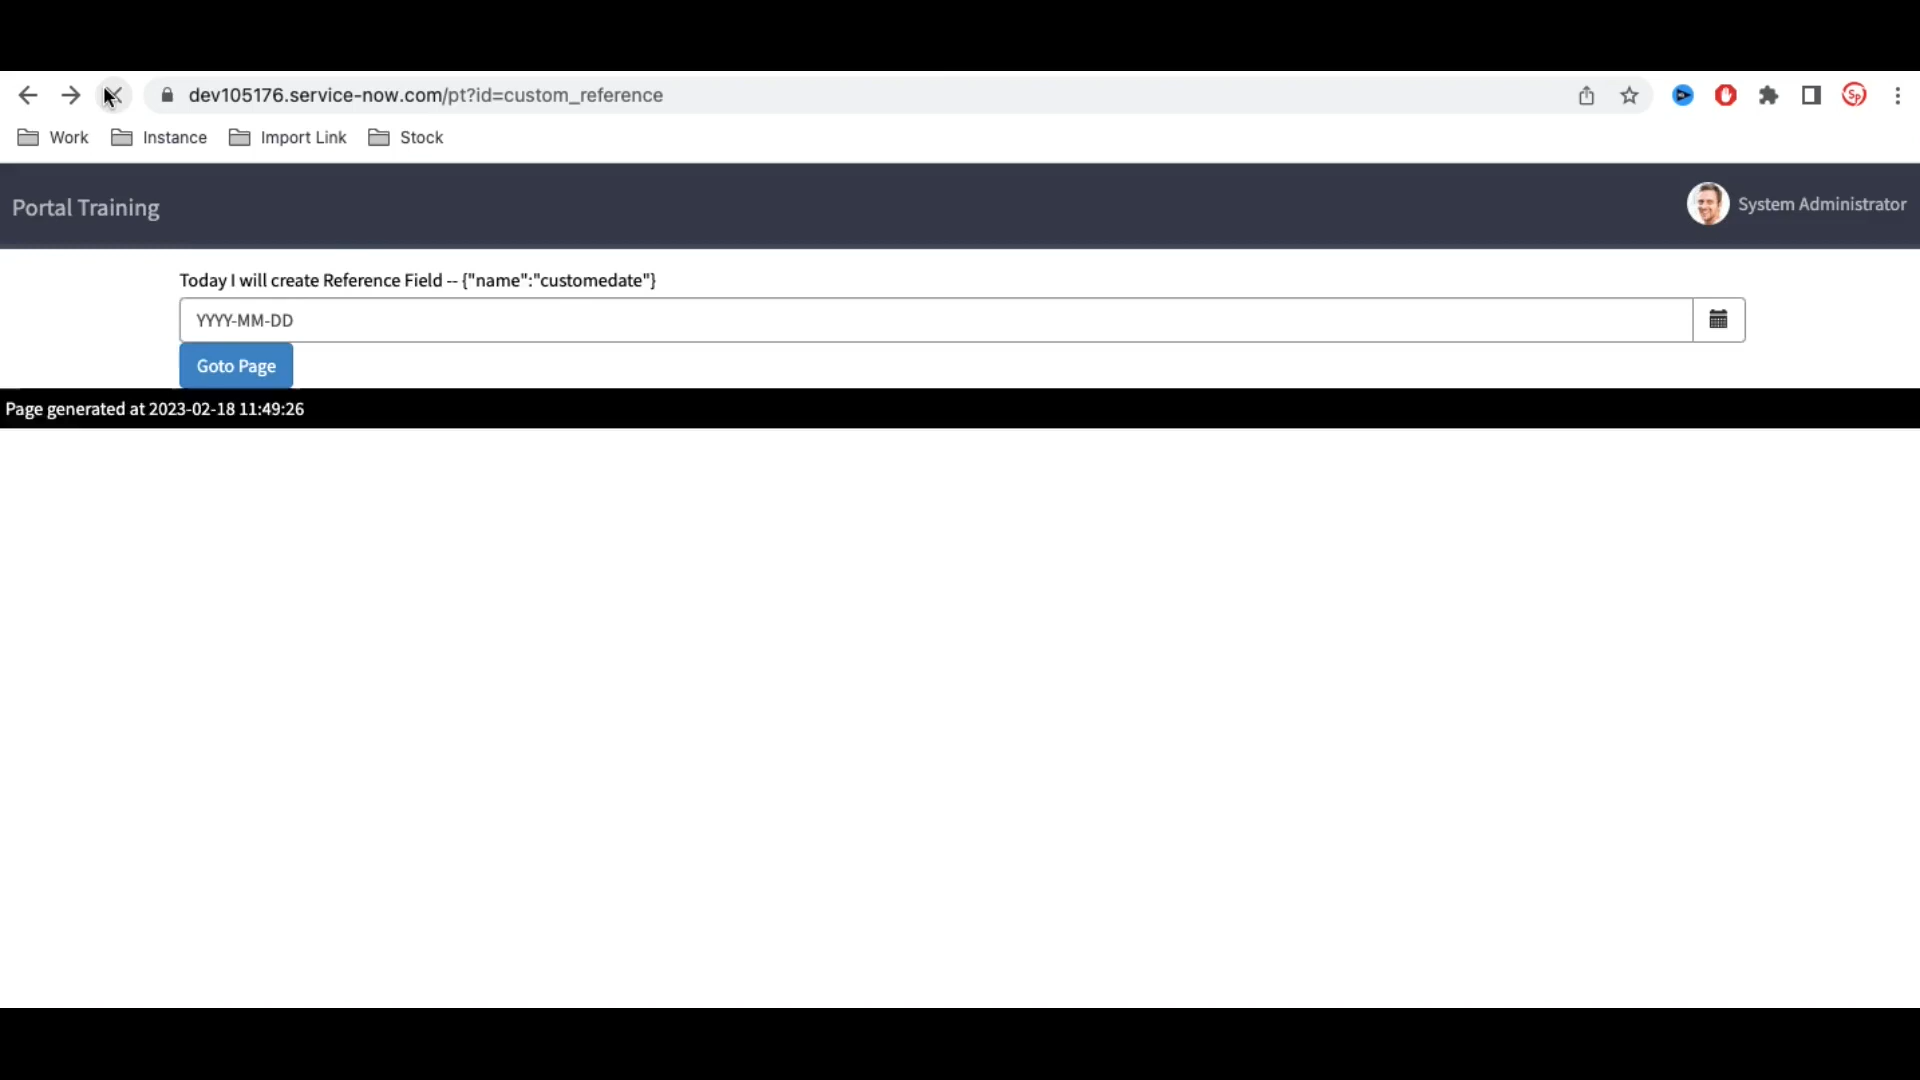 dev105176.service-now.com/pt?id=custom_reference
Sp
Work Instance Import Link Stock
Portal Training
System Administrator
Today I will create Reference Field -- {"name":"customedate"}
YYYY-MM-DD
Goto Page
Page generated at 2023-02-18 11:49:26